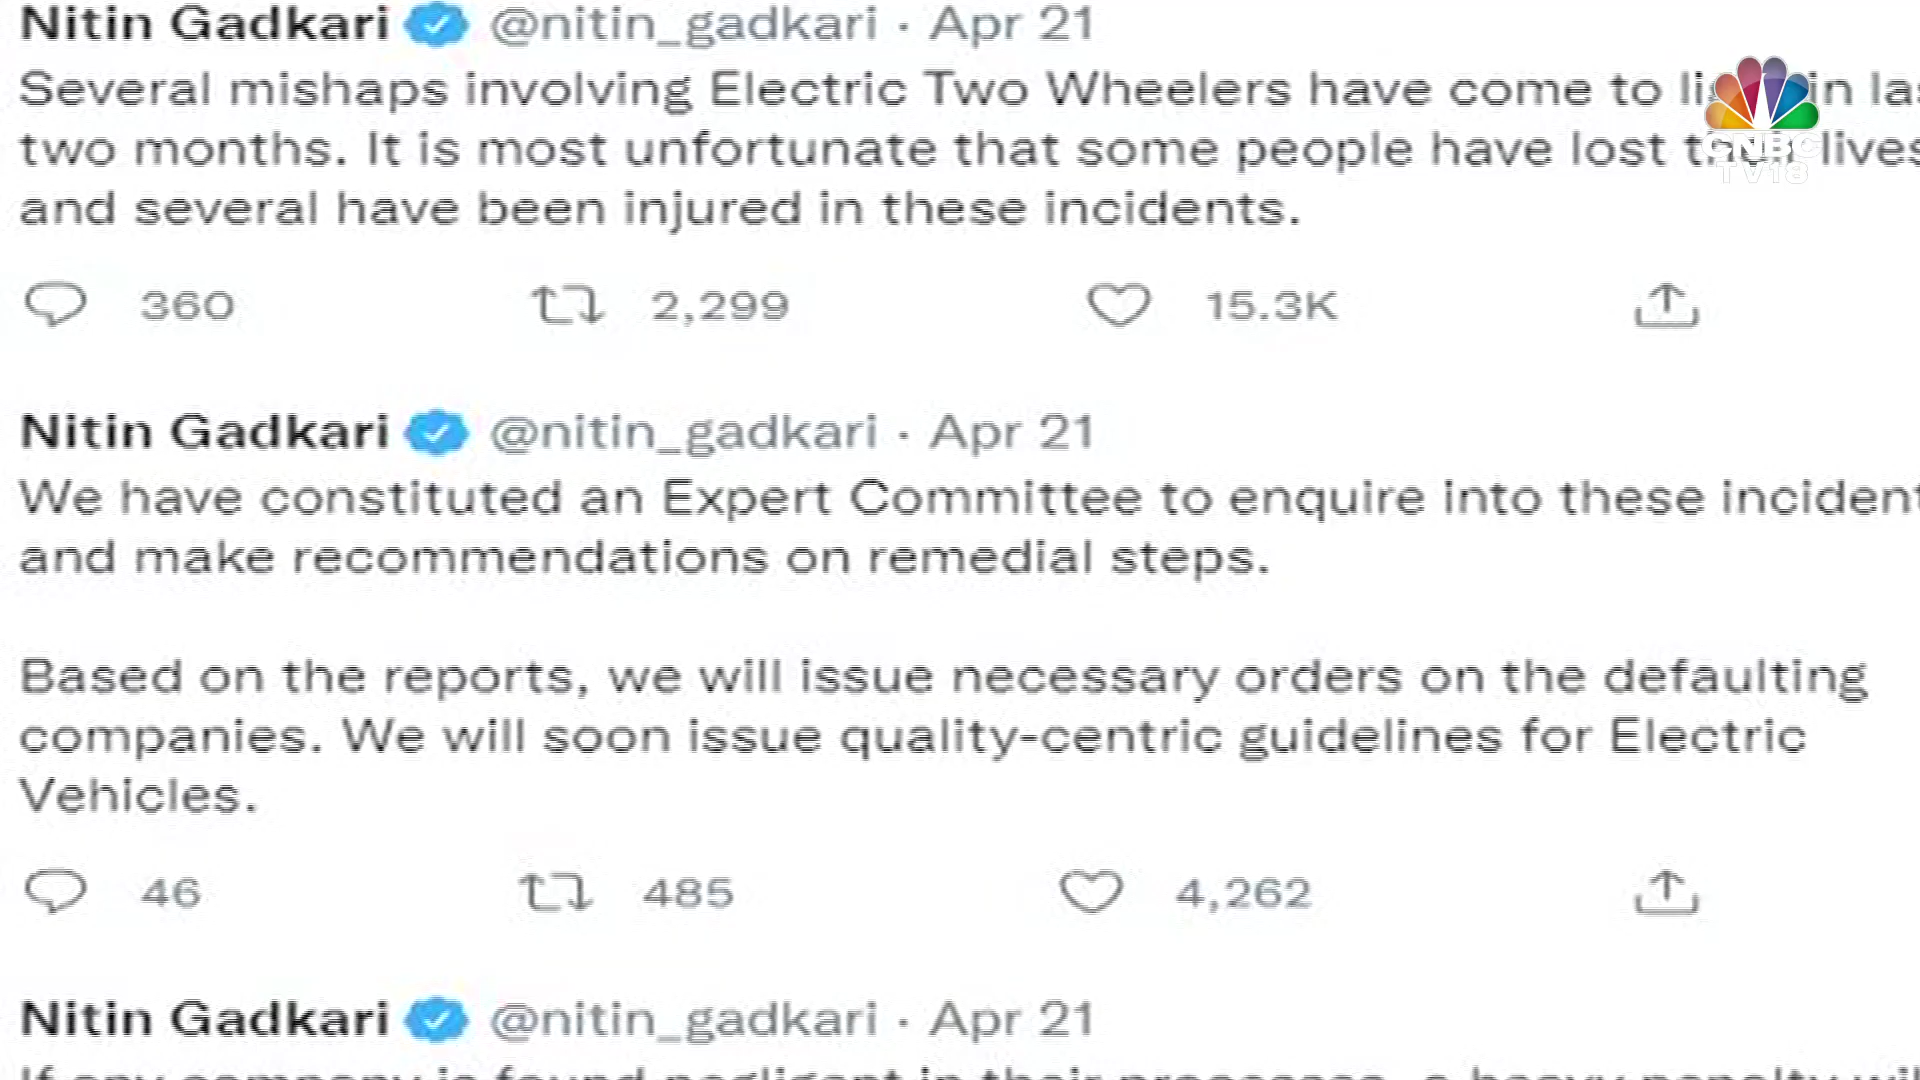 Nitin Gadkari @nitin_gadkari · Apr 21
Several mishaps involving Electric Two Wheelers have come to in
two months. It is most unfortunate that some people have lost lives
and several have been injured in these incidents.
360 2,299 15.3K
CNBC
TV18
Nitin Gadkari @nitin_gadkari · Apr 21
We have constituted an Expert Committee to enquire into these incident
and make recommendations on remedial steps.
Based on the reports, we will issue necessary orders on the defaulting
companies. We will soon issue quality-centric guidelines for Electric
Vehicles.
46 485 4,262
Nitin Gadkari @nitin_gadkari · Apr 21
If any company is found negligent in their processes, a heavy penalty